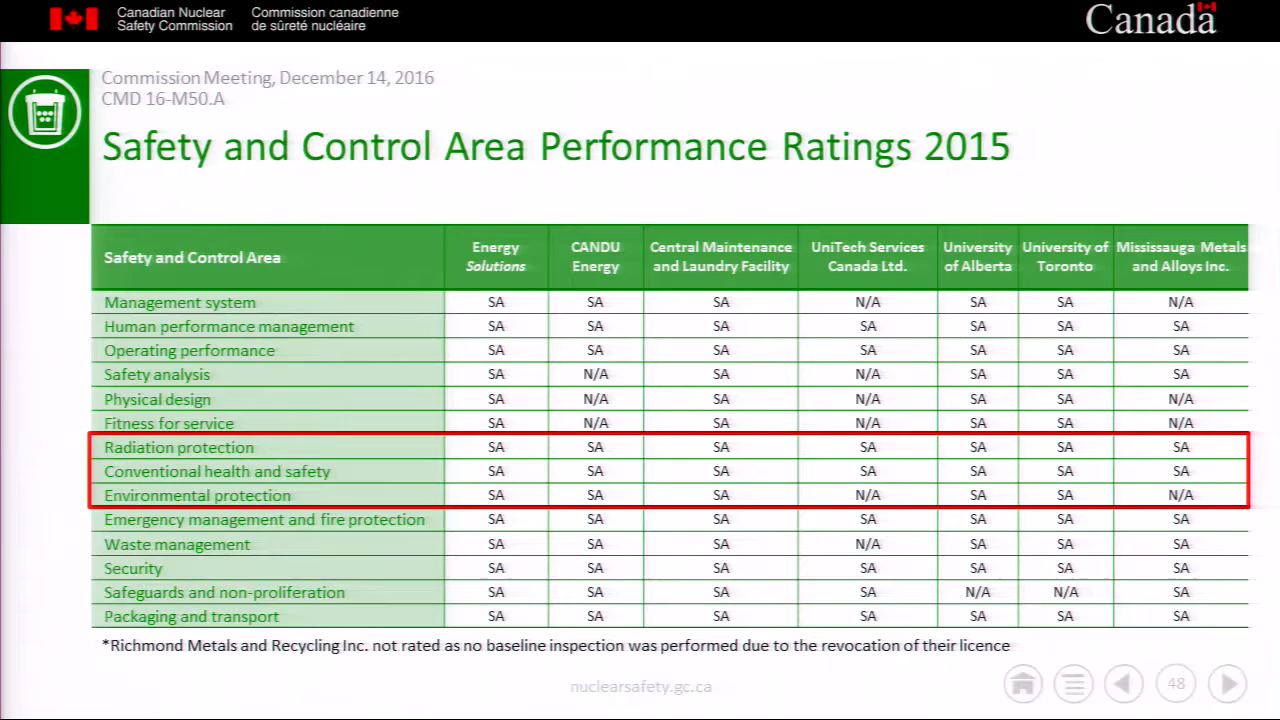 Canadian Nuclear Safety Commission
Commission canadienne de sûreté nucléaire
Canada
Commission Meeting, December 14, 2016
CMD 16-M50.A
Safety and Control Area Performance Ratings 2015
Safety and Control Area | Energy Solutions | CANDU Energy | Central Maintenance and Laundry Facility | UniTech Services Canada Ltd. | University of Alberta | University of Toronto | Mississauga Metals and Alloys Inc.
Management system SA SA SA N/A SA SA N/A
Human performance management SA SA SA SA SA SA SA
Operating performance SA SA SA SA SA SA SA
Safety analysis SA N/A SA N/A SA SA SA
Physical design SA N/A SA N/A SA SA N/A
Fitness for service SA N/A SA N/A SA SA N/A
Radiation protection SA SA SA SA SA SA SA
Conventional health and safety SA SA SA SA SA SA SA
Environmental protection SA SA SA N/A SA SA N/A
Emergency management and fire protection SA SA SA SA SA SA SA
Waste management SA SA SA N/A SA SA SA
Security SA SA SA SA SA SA SA
Safeguards and non-proliferation SA SA SA SA N/A N/A SA
Packaging and transport SA SA SA SA SA SA SA
*Richmond Metals and Recycling Inc. not rated as no baseline inspection was performed due to the revocation of their licence
nuclearsafety.gc.ca
48